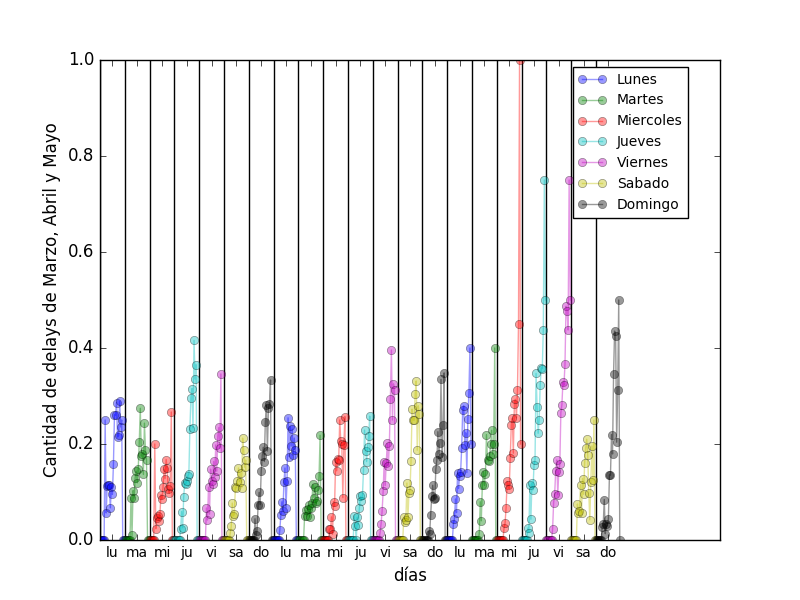 Cantidad de delays de Marzo, Abril y Mayo
1.0
0.8
0.6
0.4
0.2
0.0
Lunes
Martes
Miercoles
Jueves
Viernes
Sabado
Domingo
lu ma mi ju vi sa do lu ma mi ju vi sa do lu ma mi ju vi sa do
días